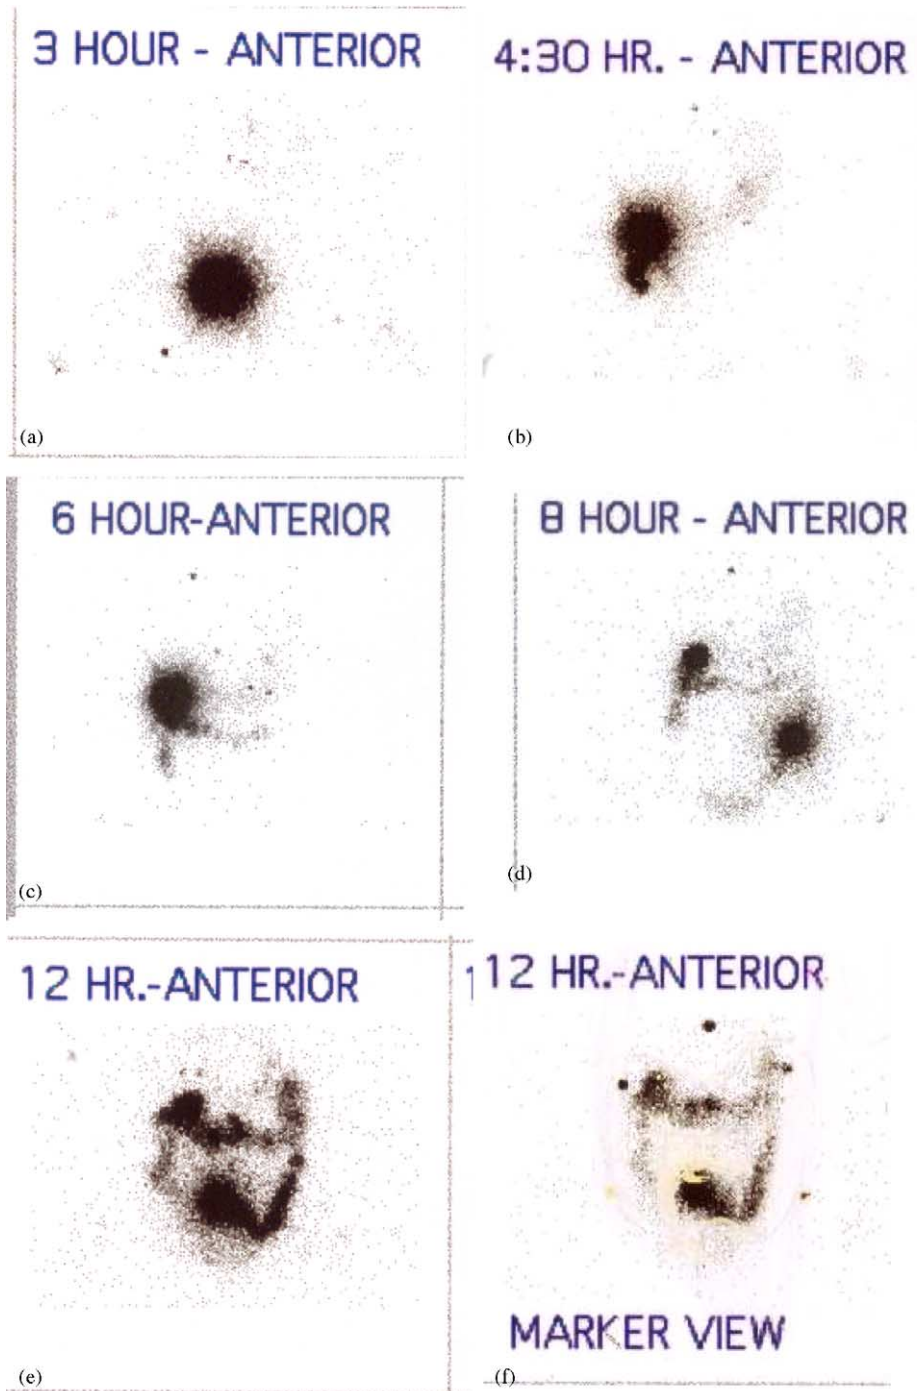 3 HOUR - ANTERIOR
4:30 HR. - ANTERIOR
(a)
(b)
6 HOUR-ANTERIOR
8 HOUR - ANTERIOR
(c)
(d)
12 HR.-ANTERIOR
1
12 HR.-ANTERIOR
MARKER VIEW
(e)
(f)